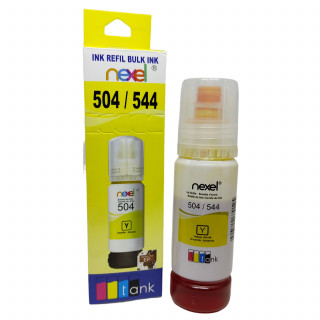 INK REFIL BULK INK
nexel®
504 / 544
nexel
504
Y
tank
nexel®
504 / 544
Y
tank